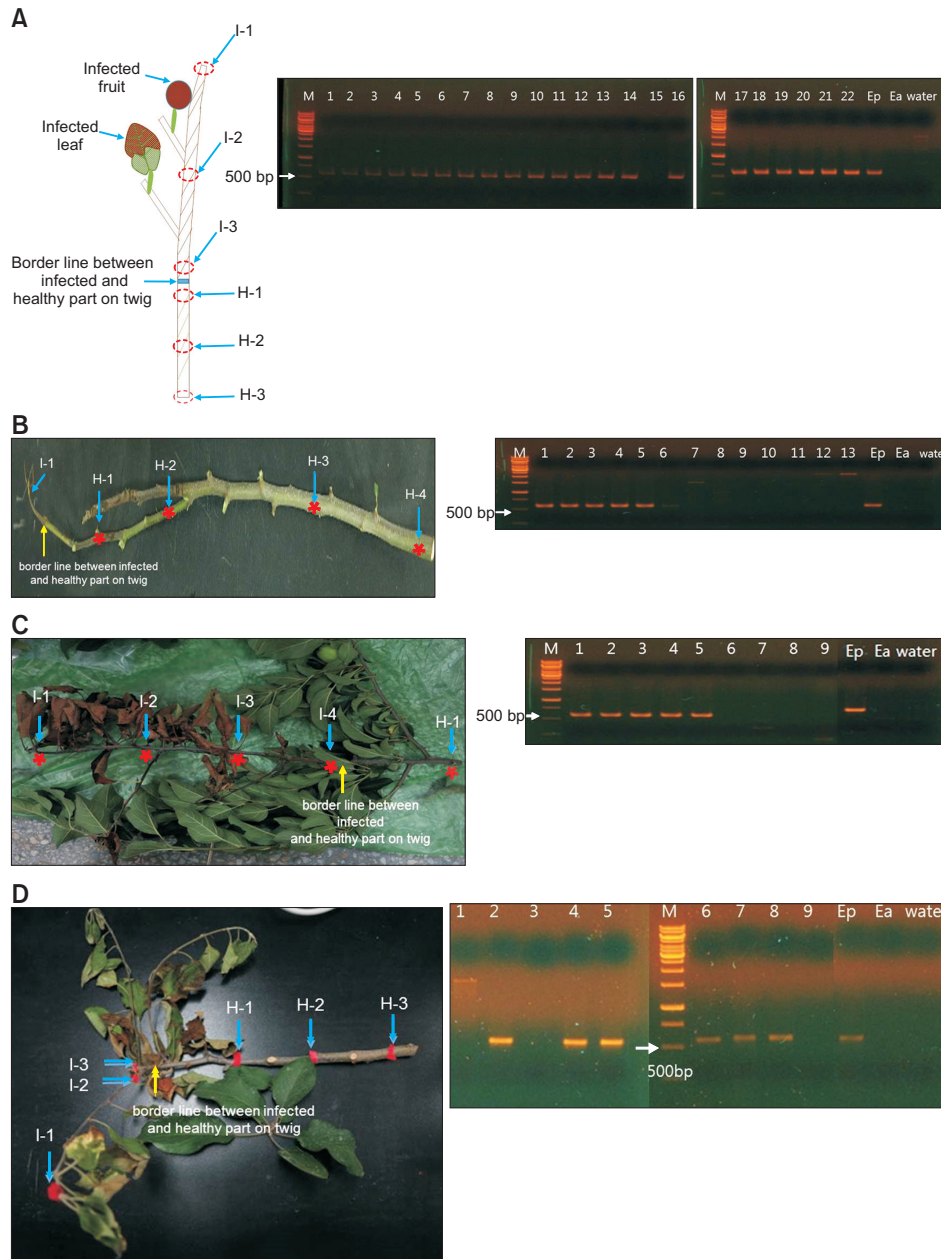 A
I-1
Infected
fruit
Infected
leaf
I-2
I-3
Border line between
infected and
healthy part on twig
H-1
H-2
H-3
M 1 2 3 4 5 6 7 8 9 10 11 12 13 14 15 16
500 bp
M 17 18 19 20 21 22 Ep Ea water
B
I-1
H-1
H-2
H-3
H-4
border line between infected
and healthy part on twig
M 1 2 3 4 5 6 7 8 9 10 11 12 13 Ep Ea water
500 bp
C
I-1
I-2
I-3
I-4
H-1
border line between
infected
and healthy part on twig
M 1 2 3 4 5 6 7 8 9 Ep Ea water
500 bp
D
H-1
H-2
H-3
I-3
I-2
border line between infected
and healthy part on twig
I-1
1 2 3 4 5 M 6 7 8 9 Ep Ea water
500bp